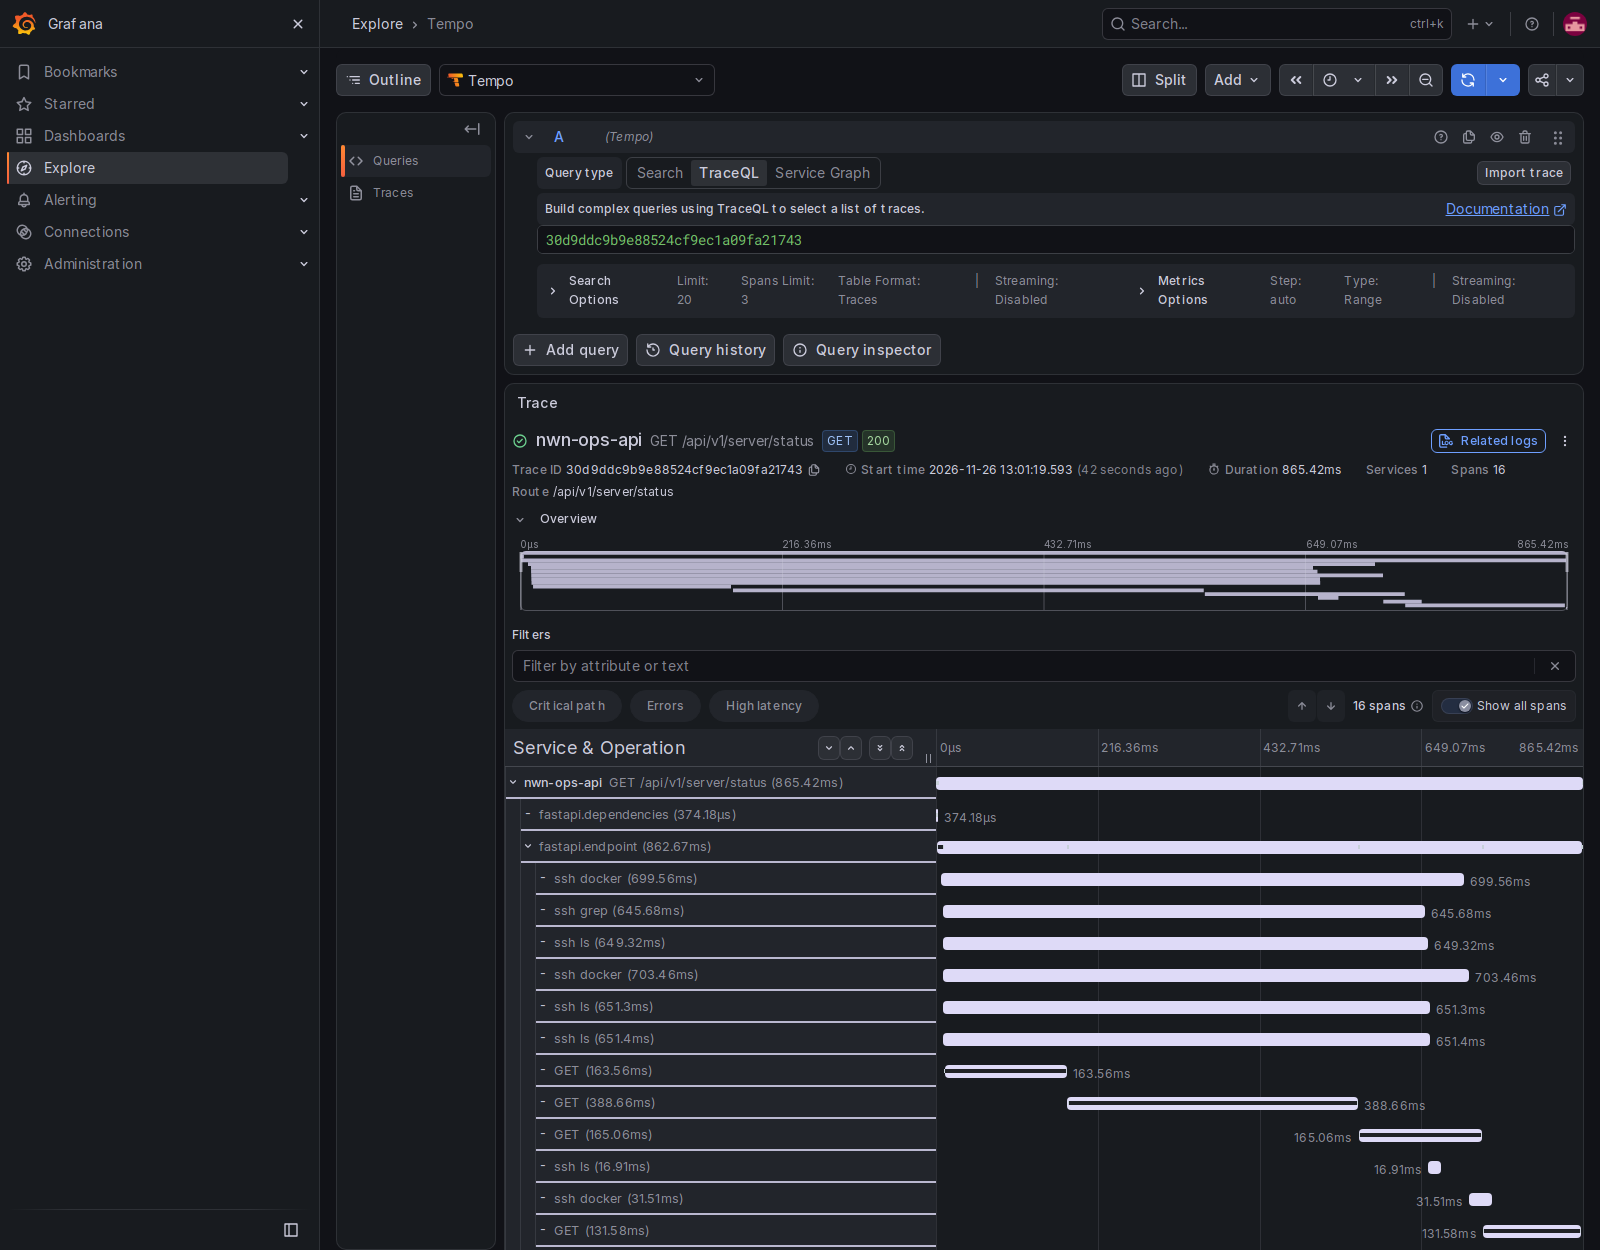 Grafana
Explore › Tempo
Search...
ctrl+k
Bookmarks
Starred
Dashboards
Explore
Alerting
Connections
Administration
Outline
Tempo
Split
Add
Queries
Traces
A
(Tempo)
Query type
Search
TraceQL
Service Graph
Import trace
Build complex queries using TraceQL to select a list of traces.
Documentation
30d9ddc9b9e88524cf9ec1a09fa21743
Search Options
Limit: 20
Spans Limit: 3
Table Format: Traces
|
Streaming: Disabled
Metrics Options
Step: auto
Type: Range
|
Streaming: Disabled
Add query
Query history
Query inspector
Trace
nwn-ops-api GET /api/v1/server/status GET 200
Related logs
Trace ID 30d9ddc9b9e88524cf9ec1a09fa21743 Start time 2026-11-26 13:01:19.593 (42 seconds ago) Duration 865.42ms Services 1 Spans 16
Route /api/v1/server/status
Overview
0µs 216.36ms 432.71ms 649.07ms 865.42ms
Filters
Filter by attribute or text
Critical path
Errors
High latency
16 spans
Show all spans
Service & Operation
0µs 216.36ms 432.71ms 649.07ms 865.42ms
nwn-ops-api GET /api/v1/server/status (865.42ms)
- fastapi.dependencies (374.18µs) 374.18µs
fastapi.endpoint (862.67ms)
- ssh docker (699.56ms) 699.56ms
- ssh grep (645.68ms) 645.68ms
- ssh ls (649.32ms) 649.32ms
- ssh docker (703.46ms) 703.46ms
- ssh ls (651.3ms) 651.3ms
- ssh ls (651.4ms) 651.4ms
- GET (163.56ms) 163.56ms
- GET (388.66ms) 388.66ms
- GET (165.06ms) 165.06ms
- ssh ls (16.91ms) 16.91ms
- ssh docker (31.51ms) 31.51ms
- GET (131.58ms) 131.58ms